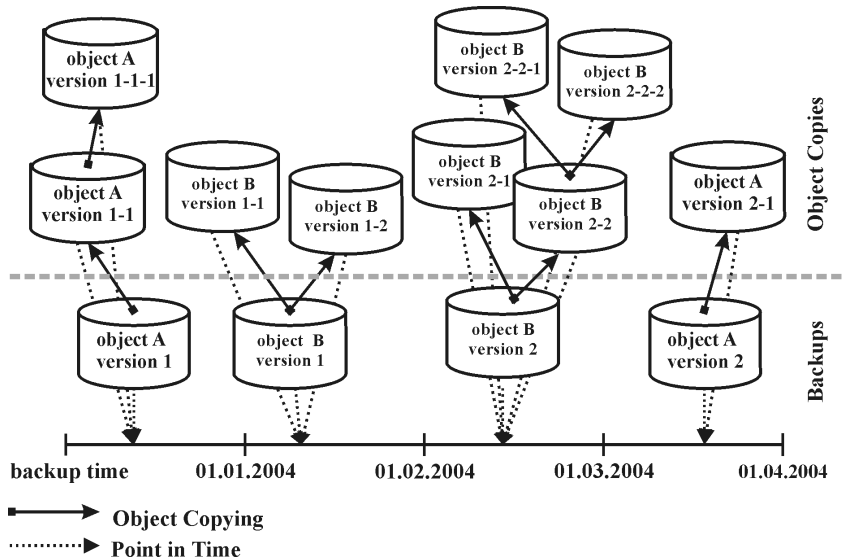 object A
version 1-1-1
object B
version 2-2-1
object B
version 2-2-2
object A
version 1-1
object B
version 1-1
object B
version 1-2
object B
version 2-1
object B
version 2-2
object A
version 2-1
Object Copies
object A
version 1
object B
version 1
object B
version 2
object A
version 2
Backups
backup time
01.01.2004
01.02.2004
01.03.2004
01.04.2004
Object Copying
Point in Time